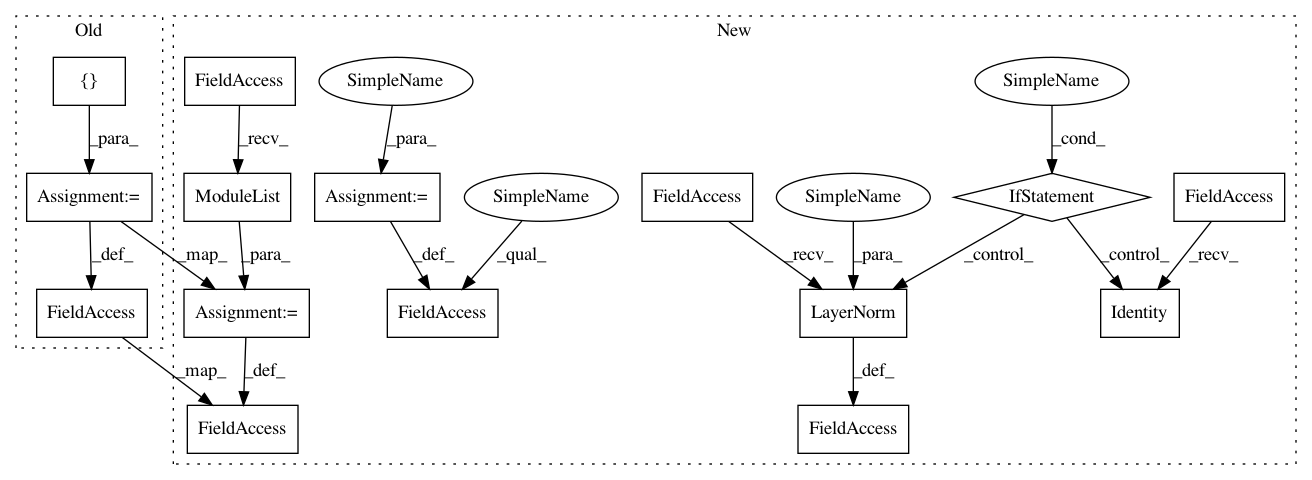 Old
New
{}
FieldAccess
SimpleName
SimpleName
_para_
_recv_
_para_
_cond_
Assignment:=
ModuleList
Assignment:=
SimpleName
FieldAccess
SimpleName
IfStatement
FieldAccess
_def_
_map_
_para_
_def_
_qual_
_recv_
_para_
_control_
_control_
_recv_
FieldAccess
Assignment:=
FieldAccess
LayerNorm
Identity
_map_
_def_
_def_
FieldAccess
FieldAccess